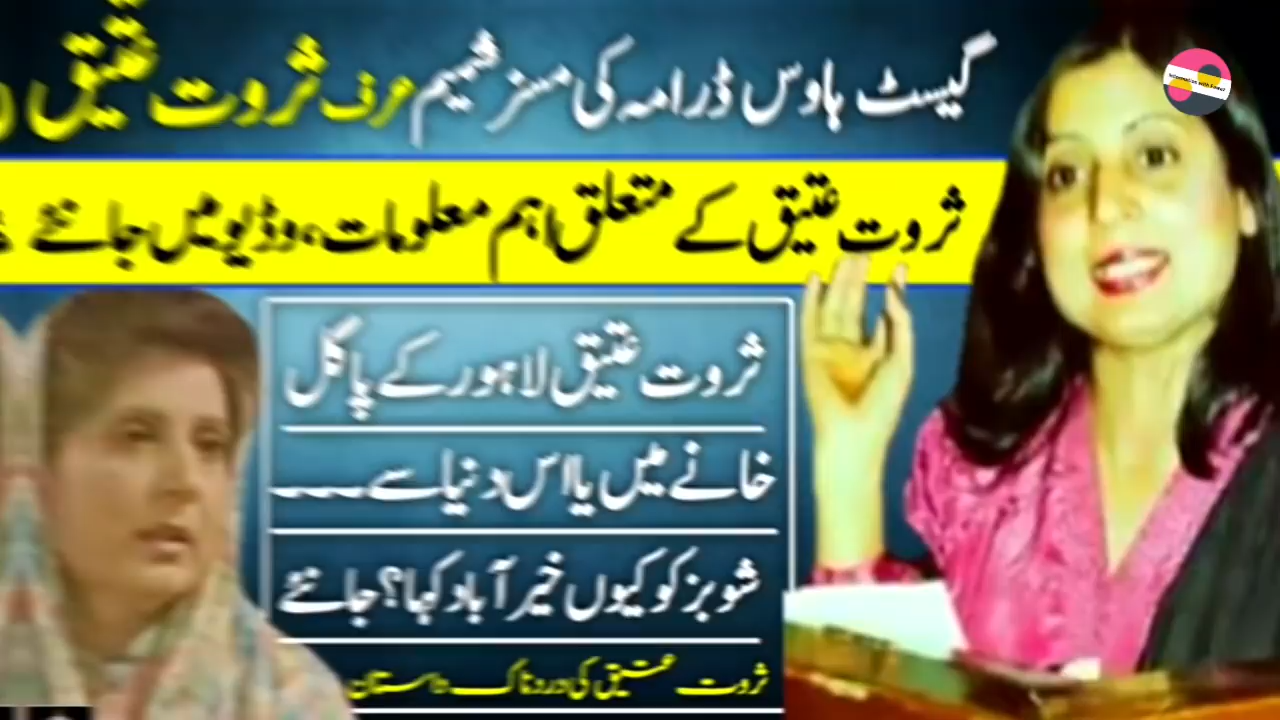 گیسٹ ہاوس ڈرامہ کی مسز شمیم عرف ثروت عتیق
ثروت عتیق کے متعلق اہم معلومات، وڈیو میں جانئے
ثروت عتیق لاہور کے پاگل
خانے میں یا اس دنیا سے۔۔۔۔
شوبز کو کیوں خیر آباد کہا؟ جانئے
ثروت عتیق کی دردناک داستان